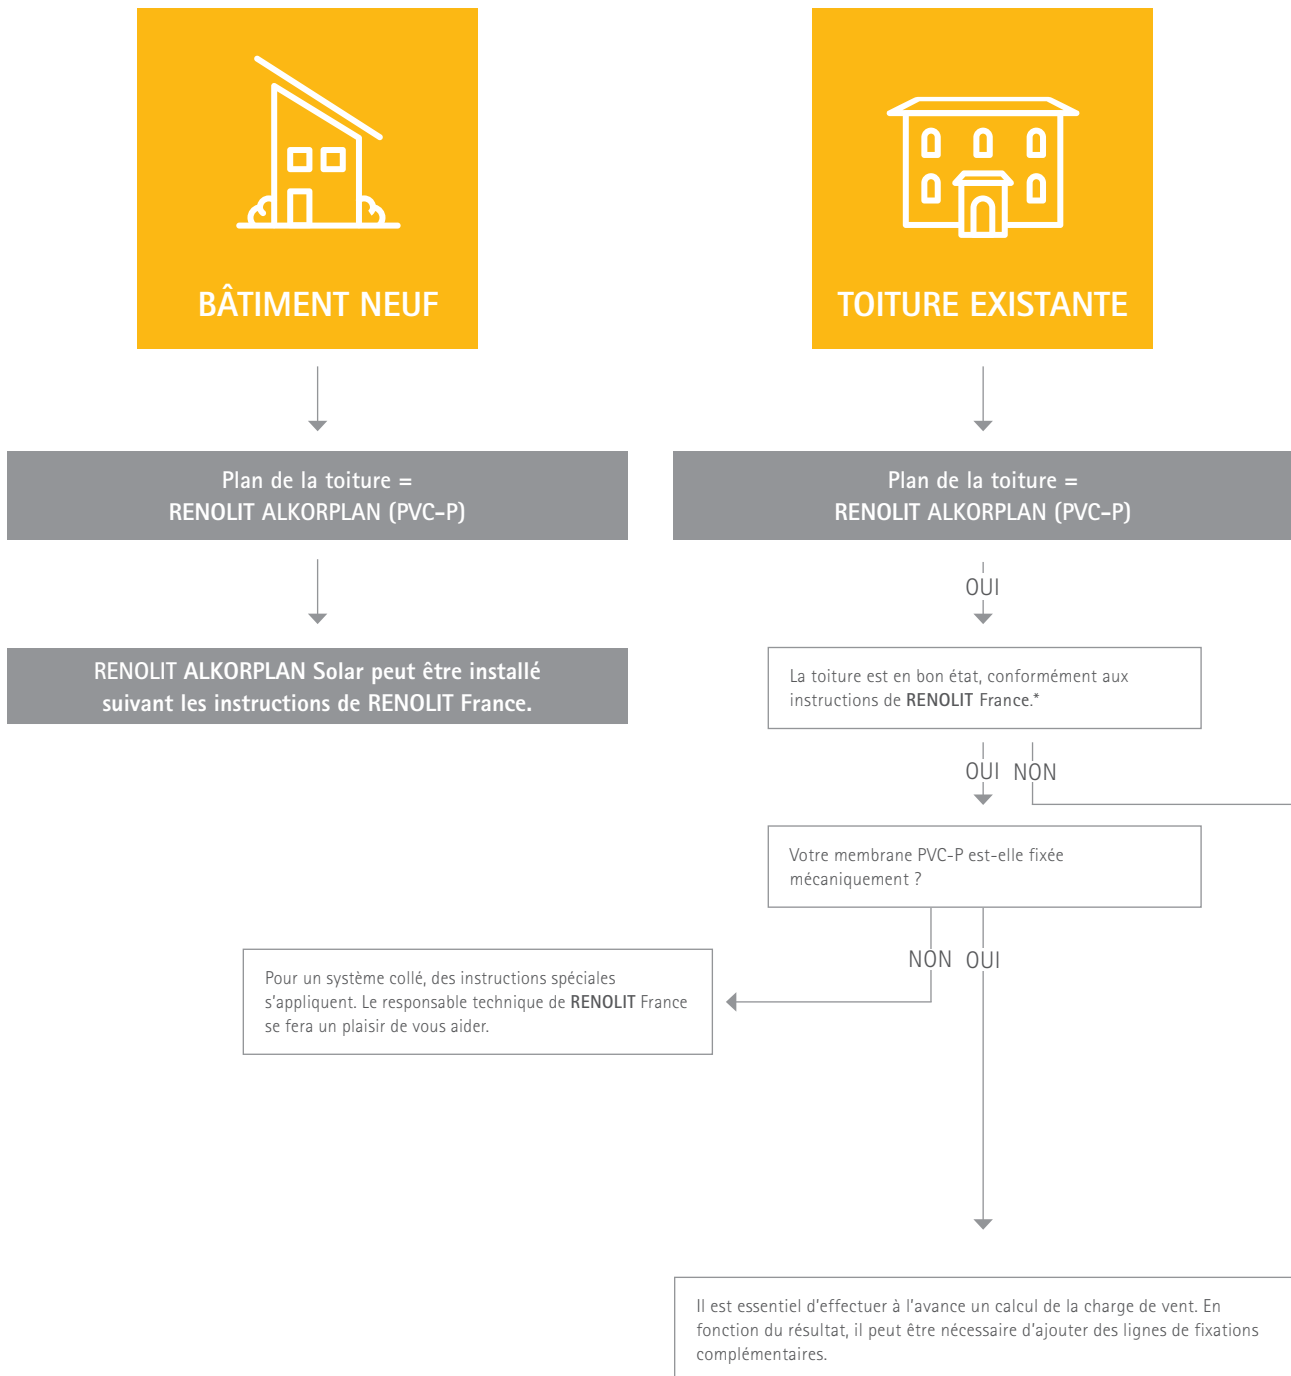 BÂTIMENT NEUF
Plan de la toiture =
RENOLIT ALKORPLAN (PVC-P)
RENOLIT ALKORPLAN Solar peut être installé
suivant les instructions de RENOLIT France.
TOITURE EXISTANTE
Plan de la toiture =
RENOLIT ALKORPLAN (PVC-P)
OUI
La toiture est en bon état, conformément aux
instructions de RENOLIT France.*
OUI NON
Votre membrane PVC-P est-elle fixée
mécaniquement ?
NON OUI
Pour un système collé, des instructions spéciales
s'appliquent. Le responsable technique de RENOLIT France
se fera un plaisir de vous aider.
Il est essentiel d'effectuer à l'avance un calcul de la charge de vent. En
fonction du résultat, il peut être nécessaire d'ajouter des lignes de fixations
complémentaires.